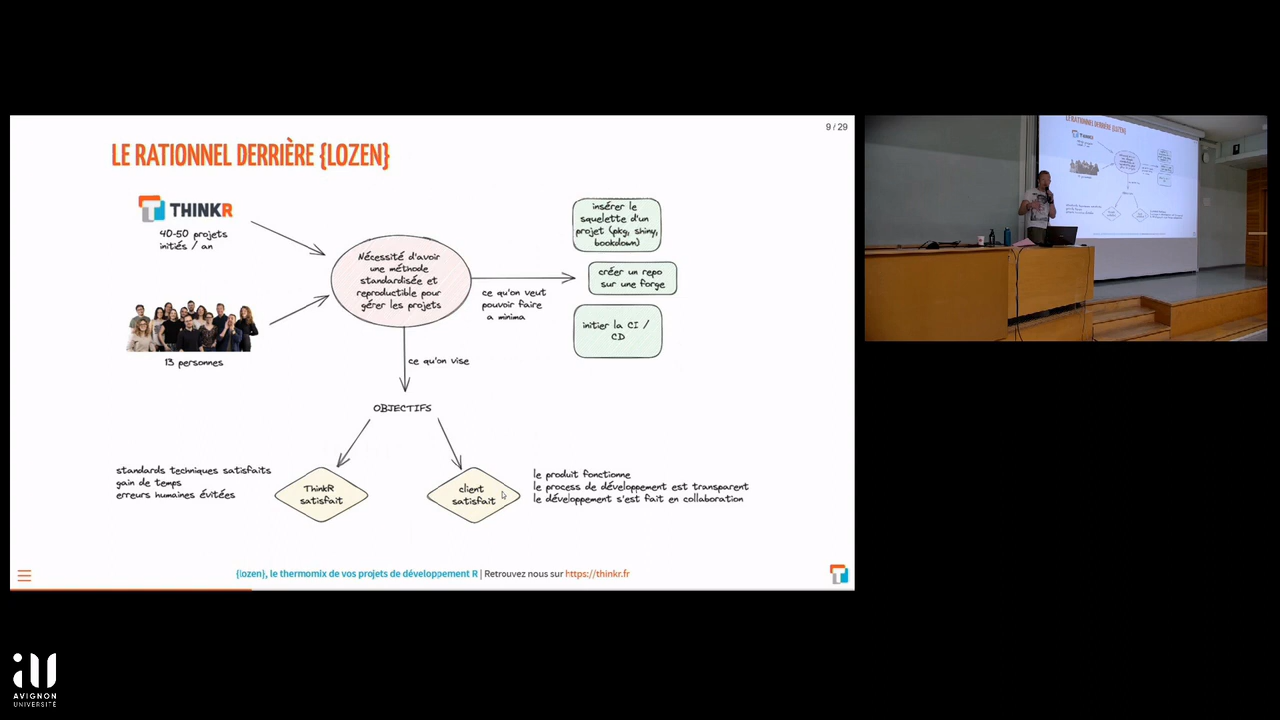 9 / 29
LE RATIONNEL DERRIÈRE {LOZEN}
THINKR
40-50 projets
initiés / an
13 personnes
Nécessité d'avoir
une méthode
standardisée et
reproductible pour
gérer les projets
ce qu'on veut
pouvoir faire
a minima
insérer le
squelette d'un
projet (pkg, shiny,
bookdown)
créer un repo
sur une forge
initier la CI /
CD
ce qu'on vise
OBJECTIFS
standards techniques satisfaits
gain de temps
erreurs humaines évitées
ThinkR
satisfait
client
satisfait
le produit fonctionne
le process de développement est transparent
le développement s'est fait en collaboration
{lozen}, le thermomix de vos projets de développement R | Retrouvez nous sur https://thinkr.fr
LE RATIONNEL DERRIÈRE {LOZEN}
THINKR
AVIGNON
UNIVERSITÉ